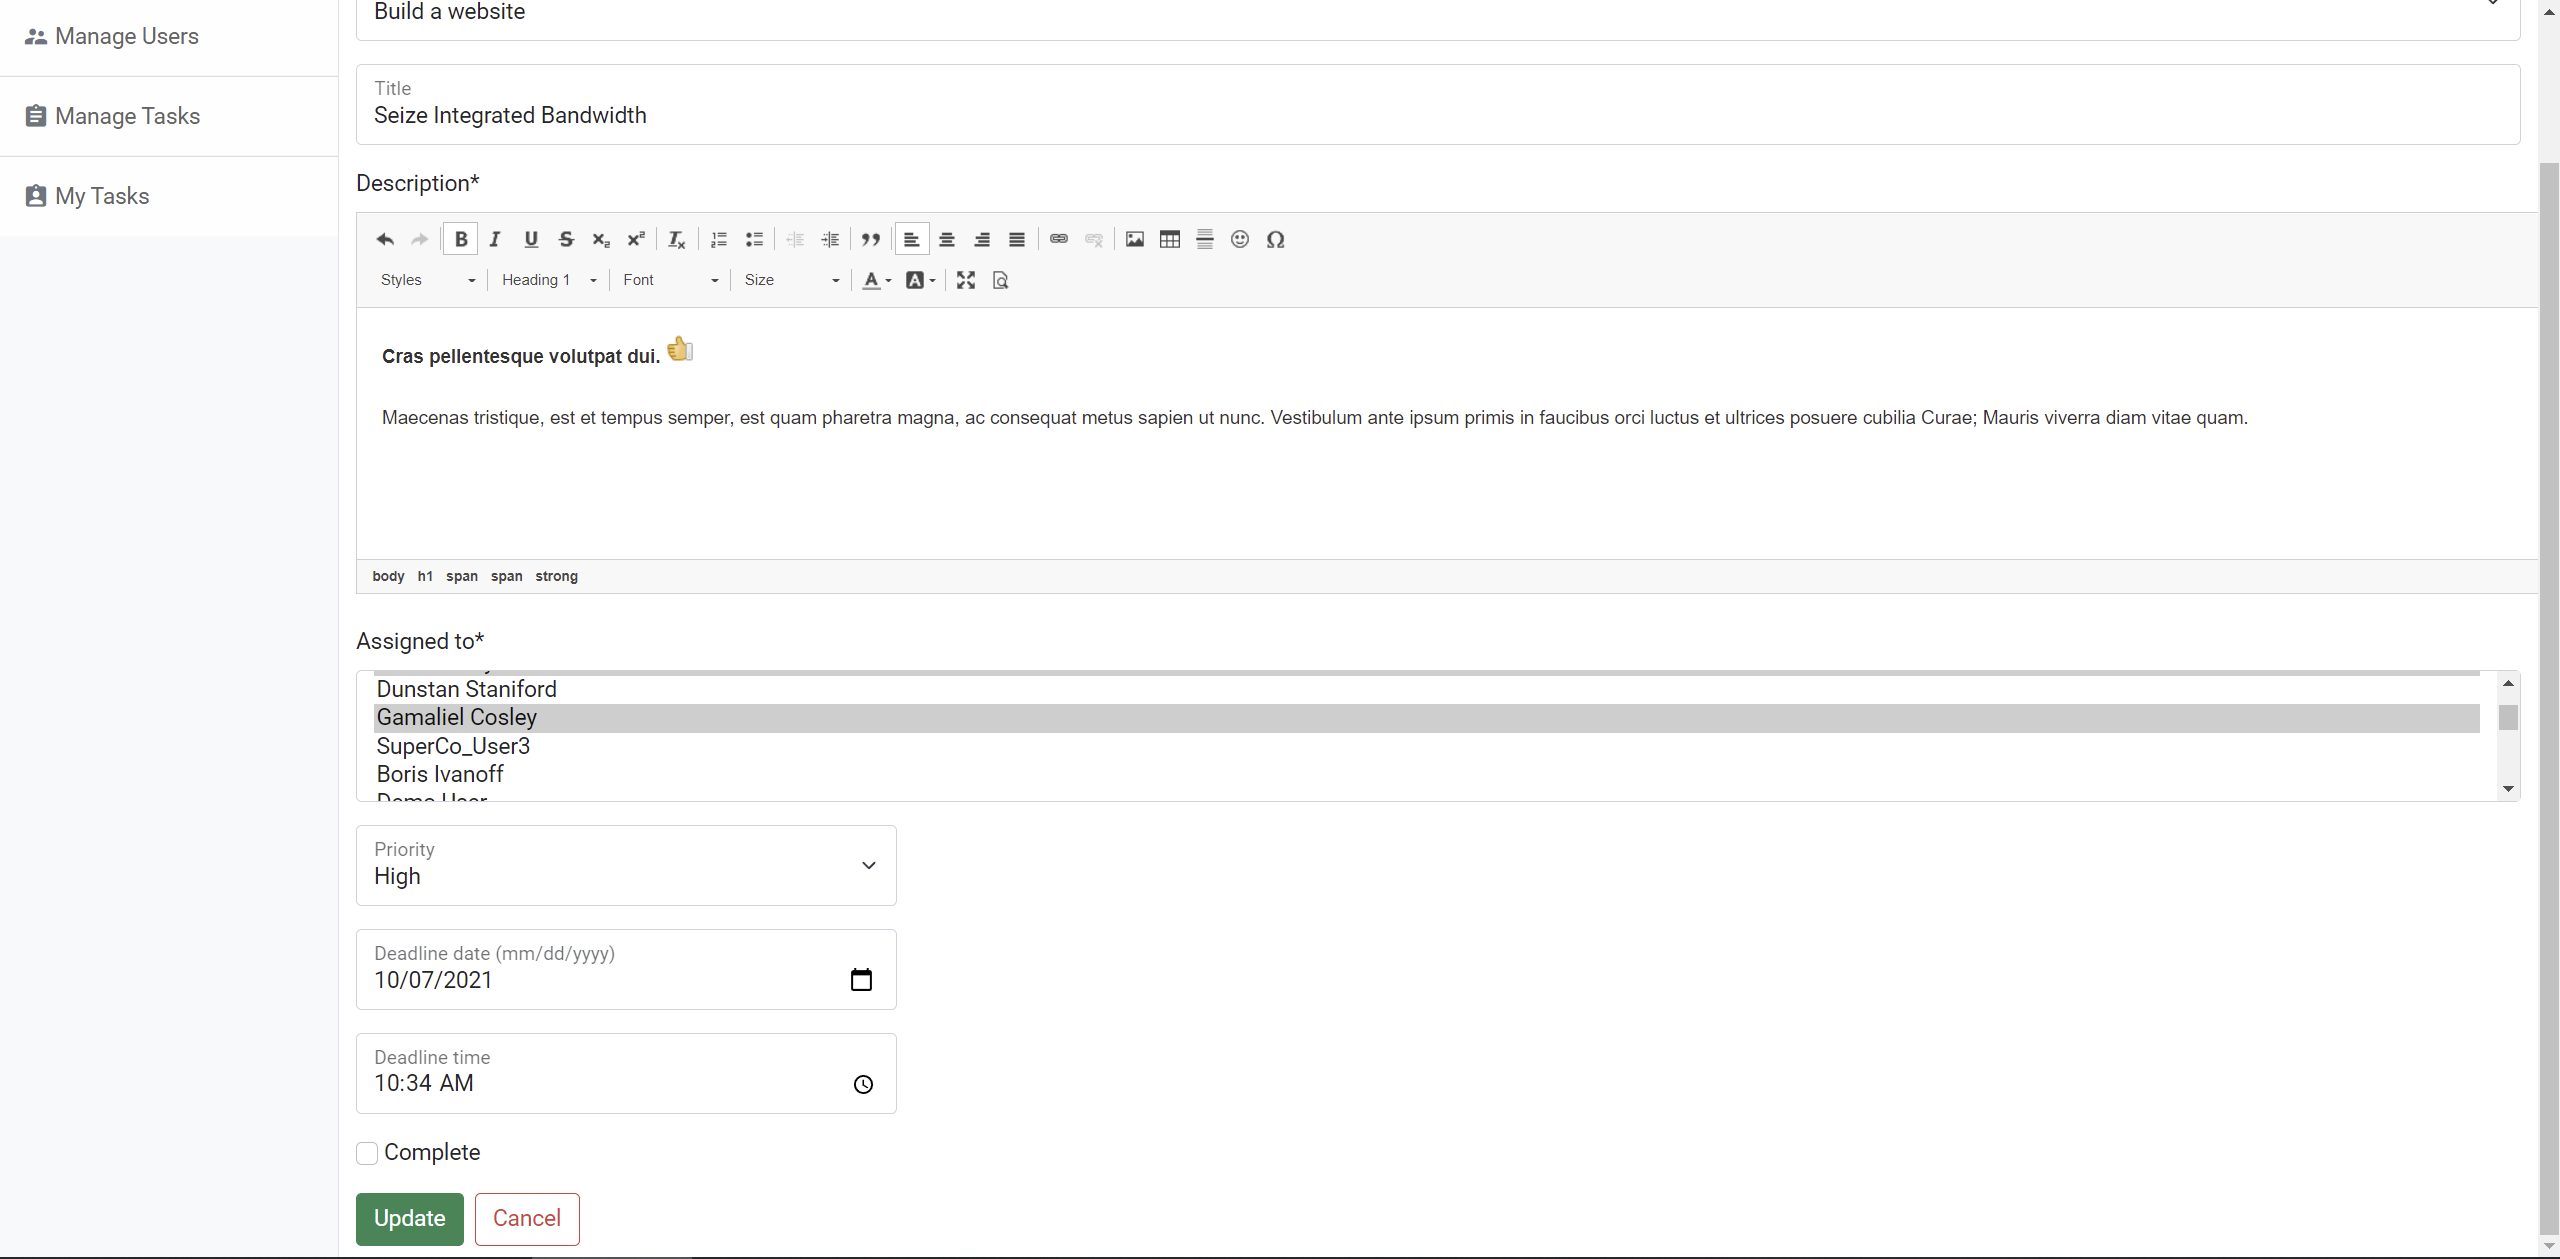 Build a website
Manage Users
Title
Seize Integrated Bandwidth
Manage Tasks
Description*
My Tasks
Styles Heading 1 Font Size
Cras pellentesque volutpat dui.
Maecenas tristique, est et tempus semper, est quam pharetra magna, ac consequat metus sapien ut nunc. Vestibulum ante ipsum primis in faucibus orci luctus et ultrices posuere cubilia Curae; Mauris viverra diam vitae quam.
body h1 span span strong
Assigned to*
Dunstan Staniford
Gamaliel Cosley
SuperCo_User3
Boris Ivanoff
Demo User
Priority
High
Deadline date (mm/dd/yyyy)
10/07/2021
Deadline time
10:34 AM
Complete
Update Cancel